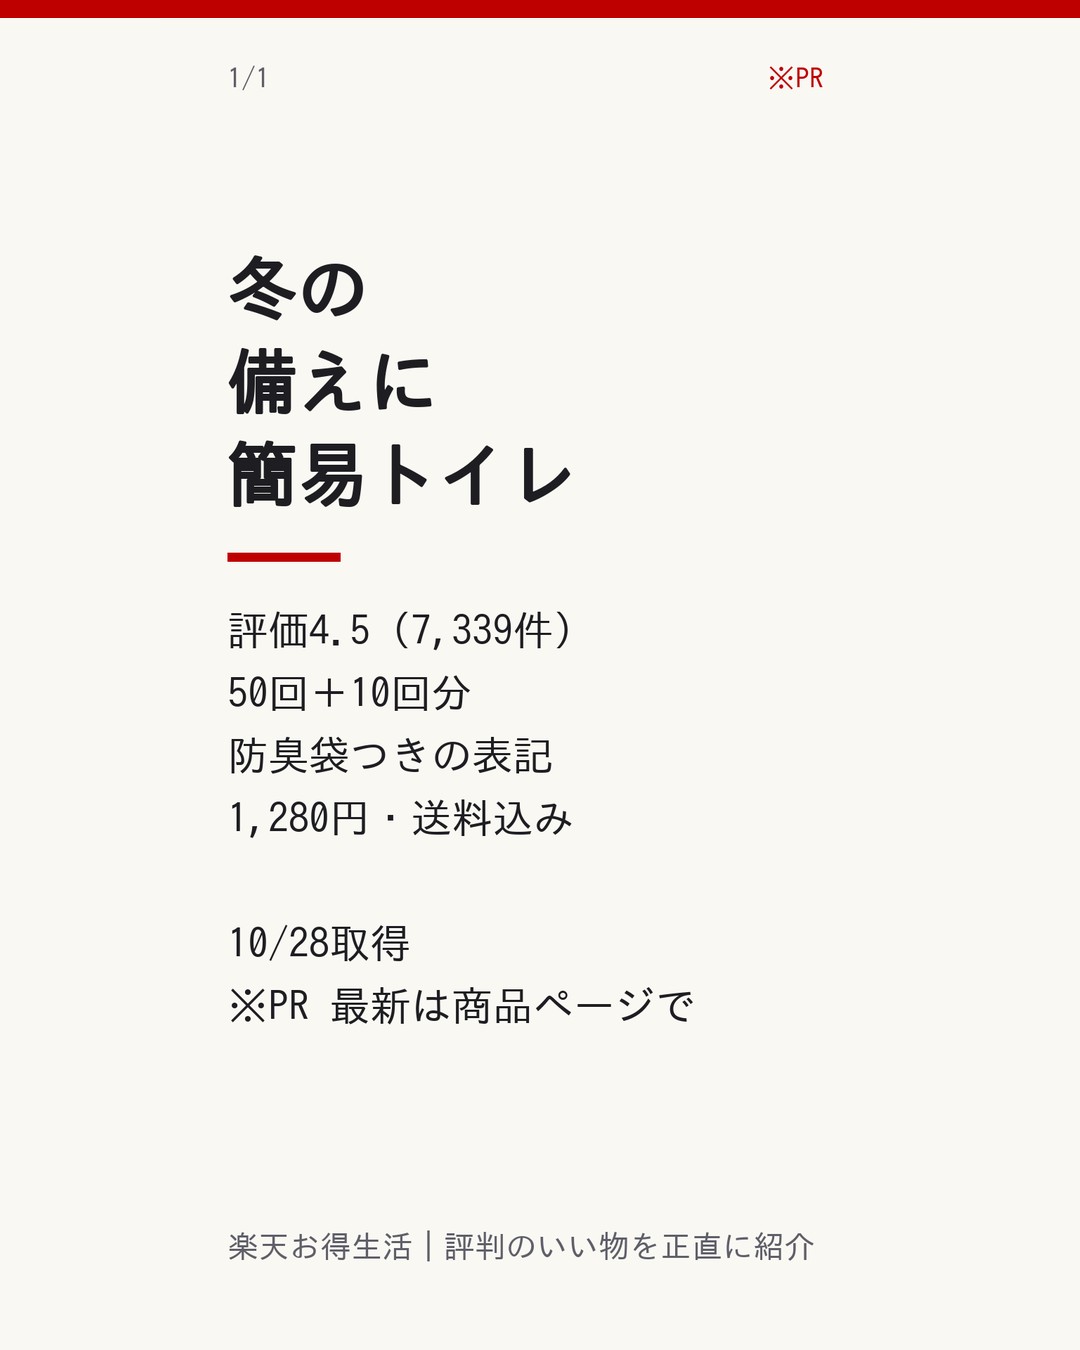 1/1
※PR
冬の
備えに
簡易トイレ
評価4.5（7,339件）
50回＋10回分
防臭袋つきの表記
1,280円・送料込み
10/28取得
※PR 最新は商品ページで
楽天お得生活｜評判のいい物を正直に紹介